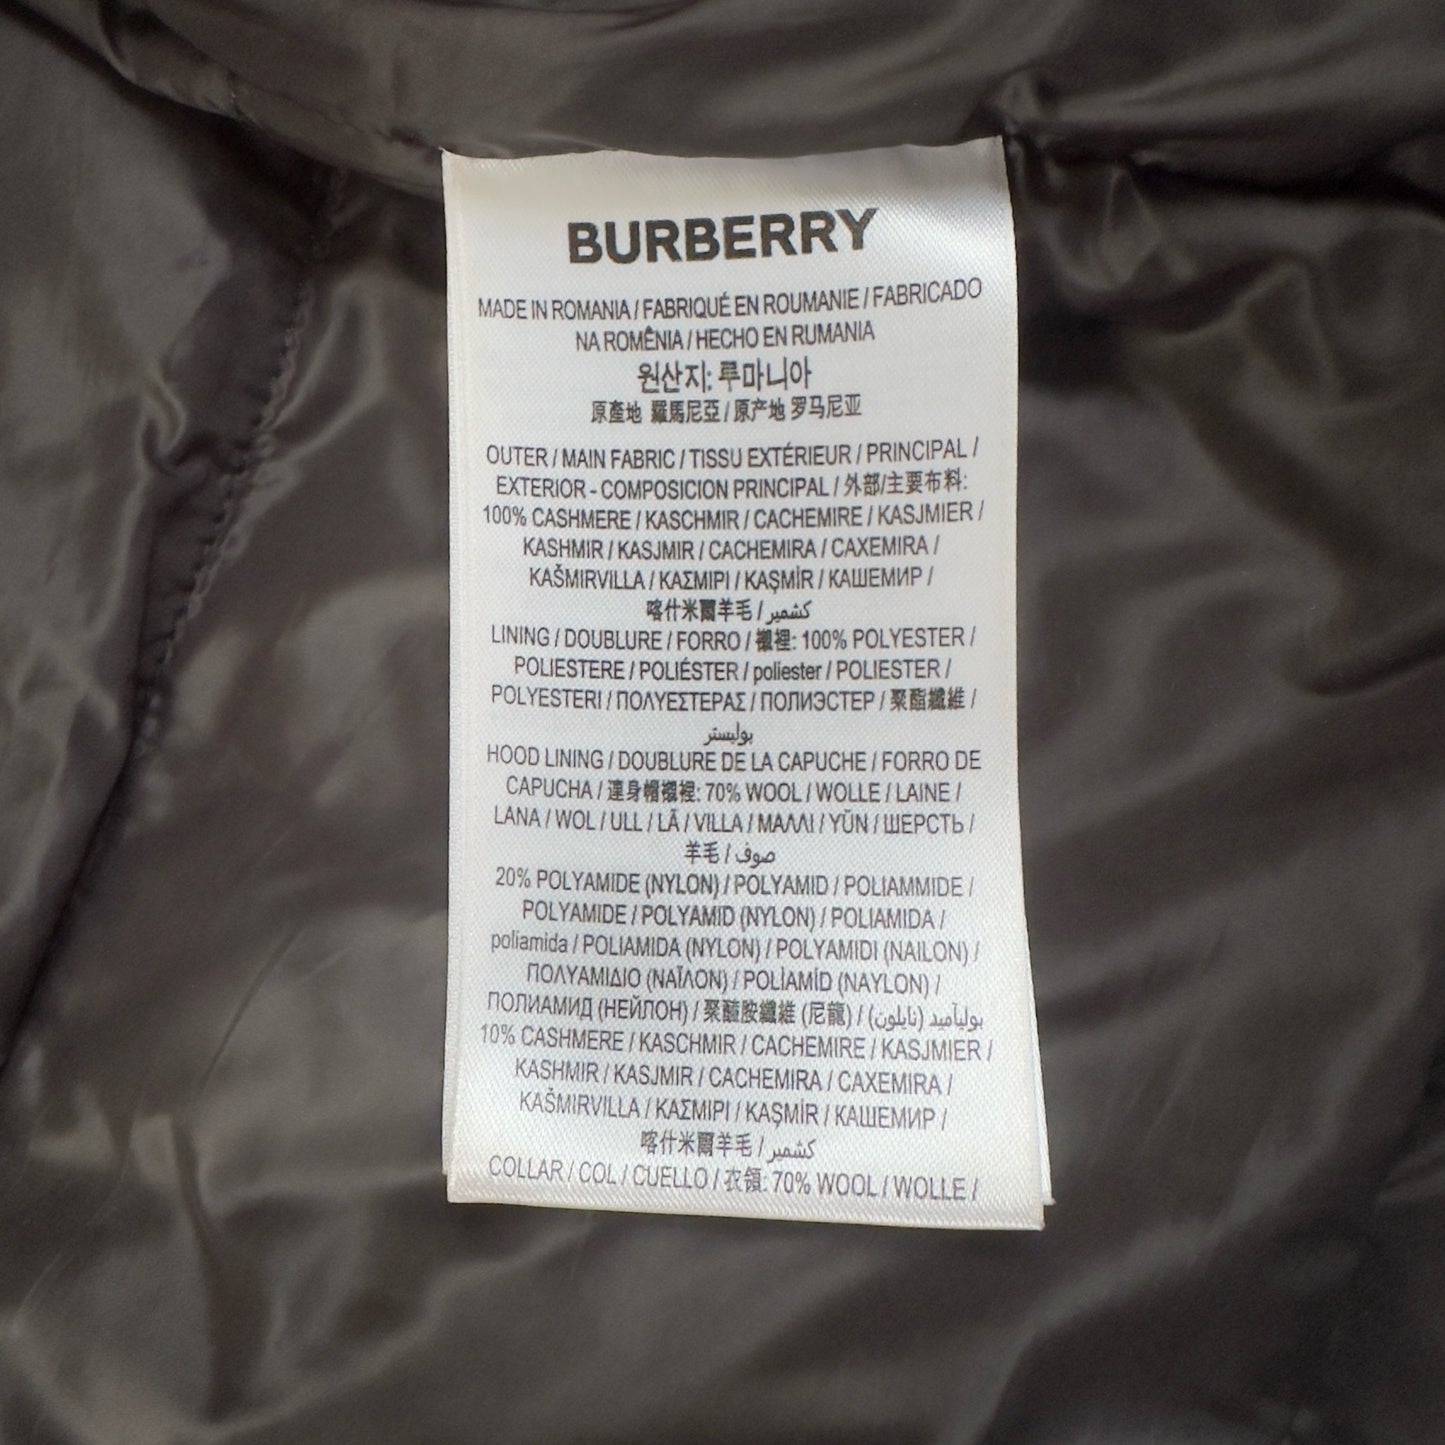 BURBERRY
MADE IN ROMANIA / FABRIQUÉ EN ROUMANIE / FABRICADO
NA ROMÊNIA / HECHO EN RUMANIA
원산지: 루마니아
原產地 羅馬尼亞 / 原产地 罗马尼亚
OUTER / MAIN FABRIC / TISSU EXTÉRIEUR / PRINCIPAL /
EXTERIOR - COMPOSICION PRINCIPAL / 外部/主要布料:
100% CASHMERE / KASCHMIR / CACHEMIRE / KASJMIER /
KASHMIR / KASJMIR / CACHEMIRA / CAXEMIRA /
KAŠMIRVILLA / ΚΑΣΜΙΡΙ / KAŞMİR / КАШЕМИР /
喀什米爾羊毛 / كشمير
LINING / DOUBLURE / FORRO / 襯裡: 100% POLYESTER /
POLIESTERE / POLIÉSTER / poliester / POLIESTER /
POLYESTERI / ΠΟΛΥΕΣΤΕΡΑΣ / ПОЛИЭСТЕР / 聚酯纖維 /
بوليستر
HOOD LINING / DOUBLURE DE LA CAPUCHE / FORRO DE
CAPUCHA / 連身帽襯裡: 70% WOOL / WOLLE / LAINE /
LANA / WOL / ULL / LÃ / VILLA / ΜΑΛΛΙ / YÜN / ШЕРСТЬ /
羊毛 / صوف
20% POLYAMIDE (NYLON) / POLYAMID / POLIAMMIDE /
POLYAMIDE / POLYAMID (NYLON) / POLIAMIDA /
poliamida / POLIAMIDA (NYLON) / POLYAMIDI (NAILON) /
ΠΟΛΥΑΜΙΔΙΟ (ΝΑΪΛΟΝ) / POLİAMİD (NAYLON) /
ПОЛИАМИД (НЕЙЛОН) / 聚醯胺纖維 (尼龍) / بولياميد (نايلون)
10% CASHMERE / KASCHMIR / CACHEMIRE / KASJMIER /
KASHMIR / KASJMIR / CACHEMIRA / CAXEMIRA /
KAŠMIRVILLA / ΚΑΣΜΙΡΙ / KAŞMİR / КАШЕМИР /
喀什米爾羊毛 / كشمير
COLLAR / COL / CUELLO / 衣領: 70% WOOL / WOLLE /